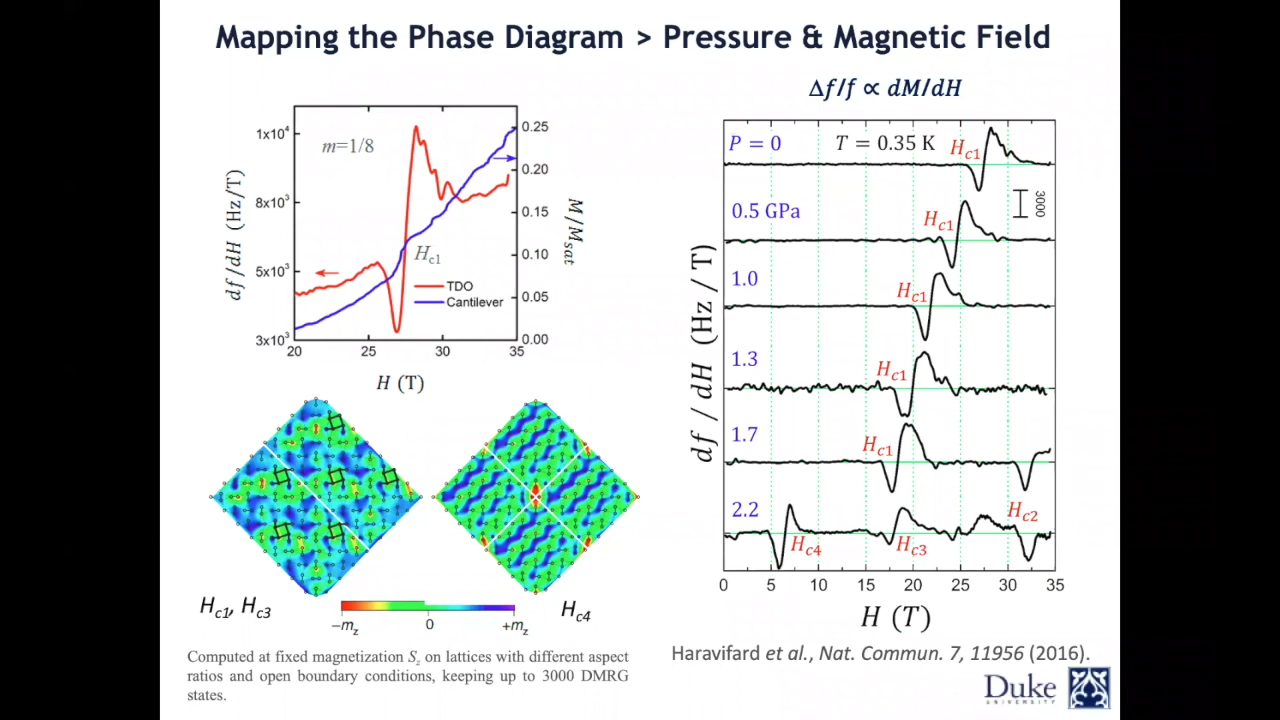 Mapping the Phase Diagram > Pressure & Magnetic Field
Δf/f ∝ dM/dH
m=1/8
1x10⁴
8x10³
5x10³
3x10³
df/dH (Hz/T)
0.25
0.20
0.15
0.10
0.05
0.00
M/M_sat
H_c1
TDO
Cantilever
20 25 30 35
H (T)
P = 0 T = 0.35 K H_c1
3000
0.5 GPa H_c1
1.0 H_c1
1.3 H_c1
1.7 H_c1
2.2 H_c2
H_c4 H_c3
df / dH (Hz / T)
0 5 10 15 20 25 30 35
H (T)
H_c1, H_c3
H_c4
−m_z 0 +m_z
Computed at fixed magnetization S_z on lattices with different aspect
ratios and open boundary conditions, keeping up to 3000 DMRG
states.
Haravifard et al., Nat. Commun. 7, 11956 (2016).
Duke
UNIVERSITY